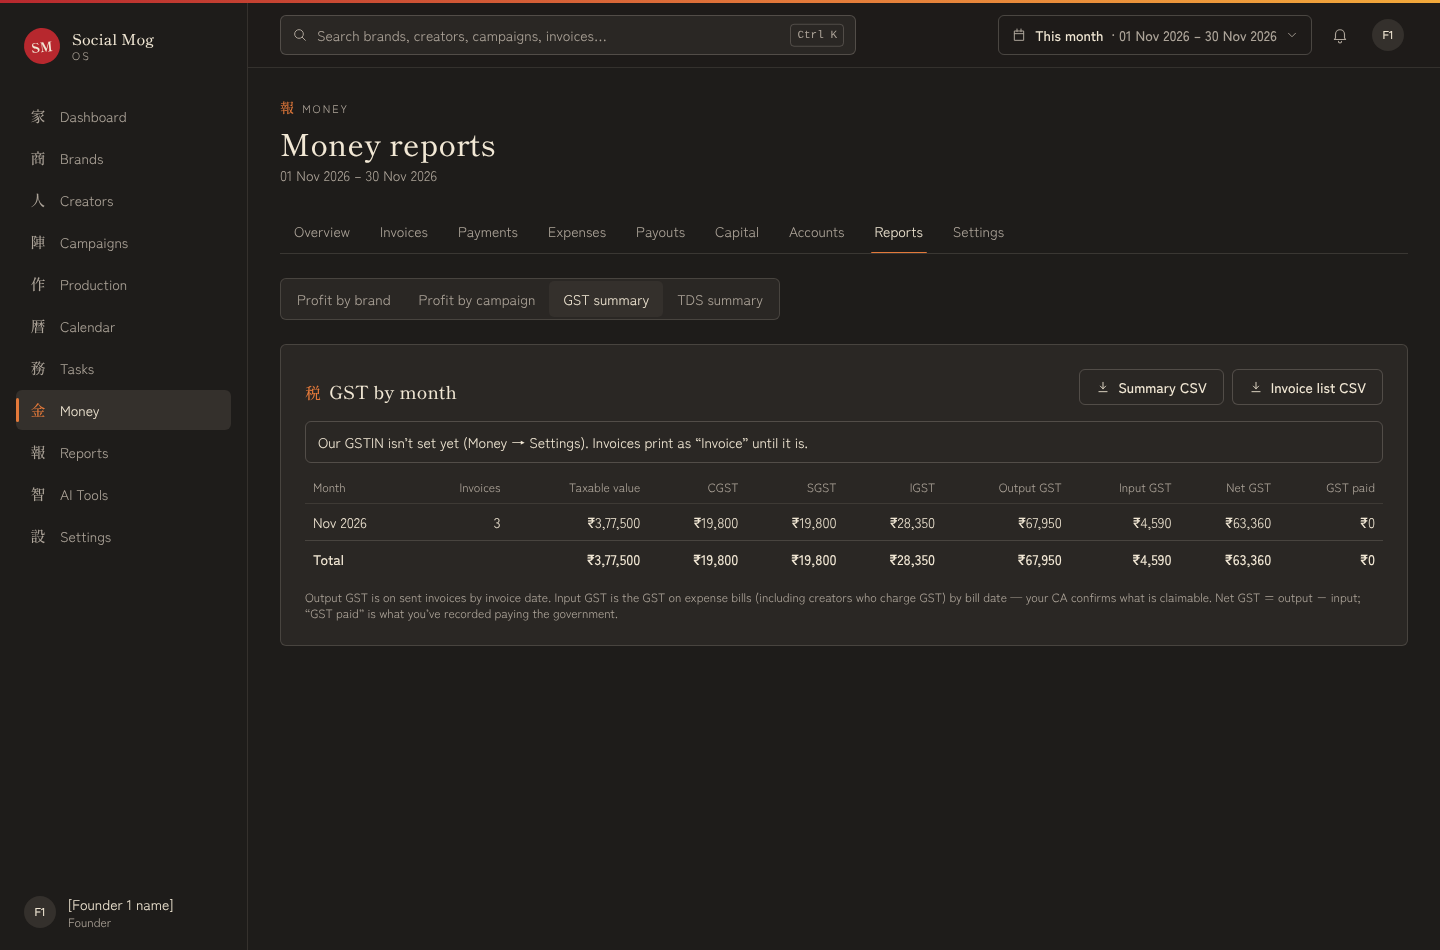 SM
Social Mog
OS
家 Dashboard
商 Brands
人 Creators
陣 Campaigns
作 Production
暦 Calendar
務 Tasks
金 Money
報 Reports
智 AI Tools
設 Settings
F1
[Founder 1 name]
Founder
Search brands, creators, campaigns, invoices… Ctrl K
This month · 01 Nov 2026 – 30 Nov 2026
F1
報 MONEY
Money reports
01 Nov 2026 – 30 Nov 2026
Overview Invoices Payments Expenses Payouts Capital Accounts Reports Settings
Profit by brand Profit by campaign GST summary TDS summary
税 GST by month
Summary CSV Invoice list CSV
Our GSTIN isn’t set yet (Money → Settings). Invoices print as “Invoice” until it is.
Month Invoices Taxable value CGST SGST IGST Output GST Input GST Net GST GST paid
Nov 2026 3 ₹3,77,500 ₹19,800 ₹19,800 ₹28,350 ₹67,950 ₹4,590 ₹63,360 ₹0
Total ₹3,77,500 ₹19,800 ₹19,800 ₹28,350 ₹67,950 ₹4,590 ₹63,360 ₹0
Output GST is on sent invoices by invoice date. Input GST is the GST on expense bills (including creators who charge GST) by bill date — your CA confirms what is claimable. Net GST = output − input;
“GST paid” is what you’ve recorded paying the government.